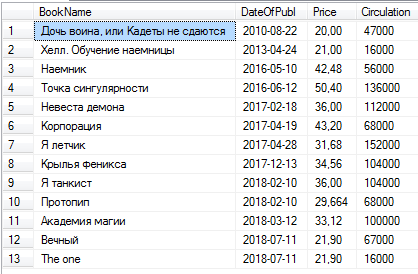 BookName DateOfPubl Price Circulation
1 Дочь воина, или Кадеты не сдаются 2010-08-22 20,00 47000
2 Хелл. Обучение наемницы 2013-04-24 21,00 16000
3 Наемник 2016-05-10 42,48 56000
4 Точка сингулярности 2016-06-12 50,40 136000
5 Невеста демона 2017-02-18 36,00 112000
6 Корпорация 2017-04-19 43,20 68000
7 Я летчик 2017-04-28 31,68 152000
8 Крылья феникса 2017-12-13 34,56 104000
9 Я танкист 2018-02-10 36,00 104000
10 Прототип 2018-02-10 29,664 68000
11 Академия магии 2018-03-12 33,12 100000
12 Вечный 2018-07-11 21,90 67000
13 The one 2018-07-11 21,90 16000